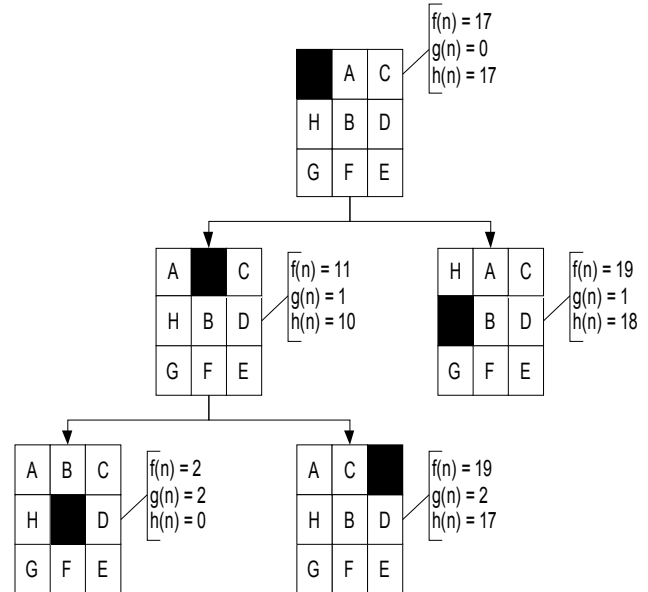 f(n) = 17
g(n) = 0
h(n) = 17
A C
H B D
G F E
A C
H B D
G F E
f(n) = 11
g(n) = 1
h(n) = 10
H A C
B D
G F E
f(n) = 19
g(n) = 1
h(n) = 18
A B C
H D
G F E
f(n) = 2
g(n) = 2
h(n) = 0
A C
H B D
G F E
f(n) = 19
g(n) = 2
h(n) = 17